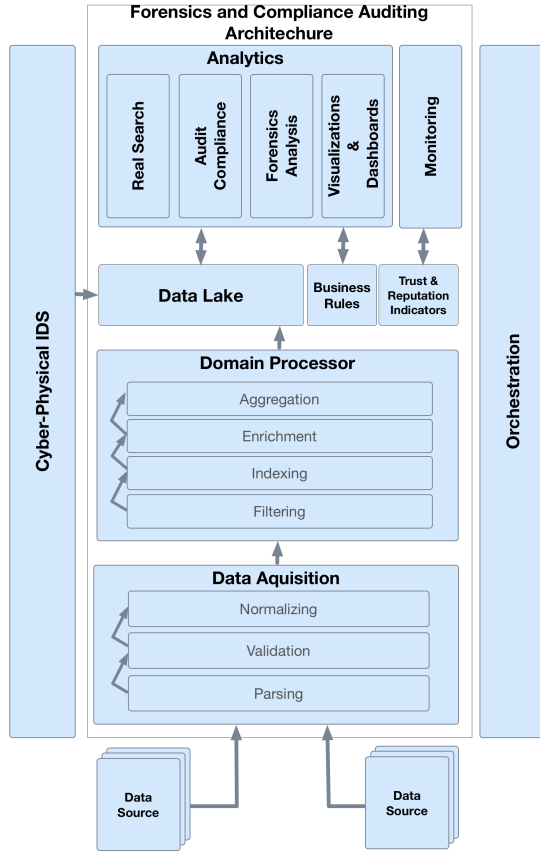 Forensics and Compliance Auditing
Architechure
Analytics
Real Search
Audit
Compliance
Forensics
Analysis
Visualizations
&
Dashboards
Monitoring
Cyber-Physical IDS
Data Lake
Business
Rules
Trust &
Reputation
Indicators
Orchestration
Domain Processor
Aggregation
Enrichment
Indexing
Filtering
Data Aquisition
Normalizing
Validation
Parsing
Data
Source
Data
Source